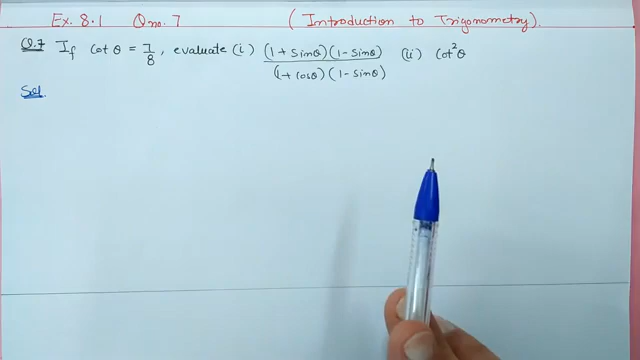 Ex. 8.1 Q no. 7 (Introduction to Trigonometry).
Q.7 If cot θ = 7/8, evaluate (i) (1 + sinθ)(1 - sinθ) / (1 + cosθ)(1 - sinθ) (ii) cot²θ
Sol.